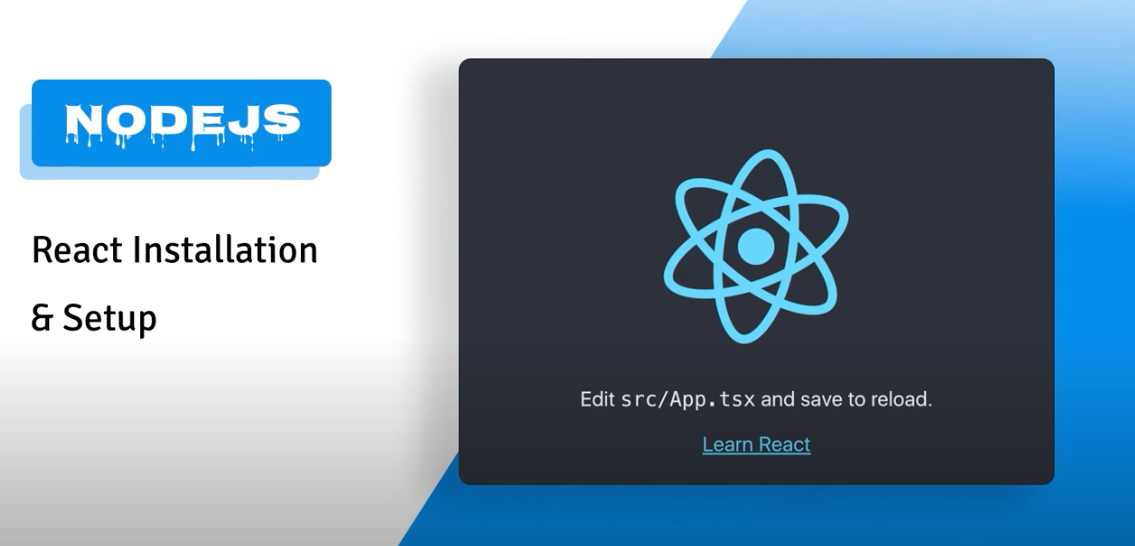 NODEJS
React Installation
& Setup
Edit src/App.tsx and save to reload.
Learn React